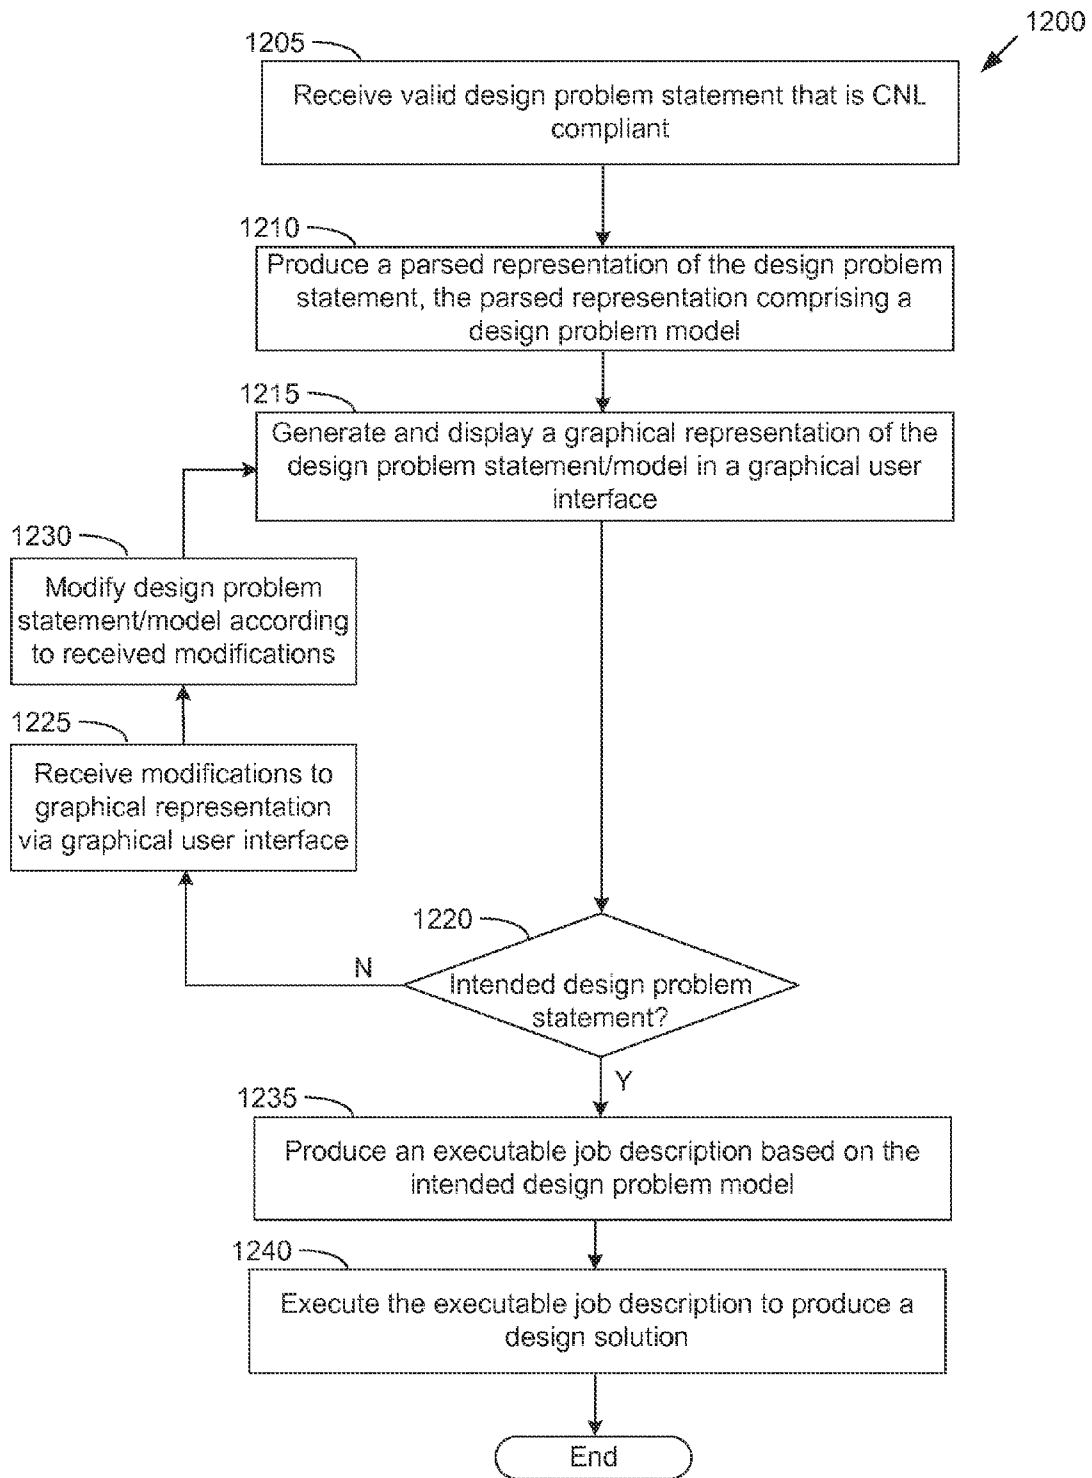 1200
1205
Receive valid design problem statement that is CNL
compliant
1210
Produce a parsed representation of the design problem
statement, the parsed representation comprising a
design problem model
1215
Generate and display a graphical representation of the
design problem statement/model in a graphical user
interface
1230
Modify design problem
statement/model according
to received modifications
1225
Receive modifications to
graphical representation
via graphical user interface
1220
N
Intended design problem
statement?
Y
1235
Produce an executable job description based on the
intended design problem model
1240
Execute the executable job description to produce a
design solution
End